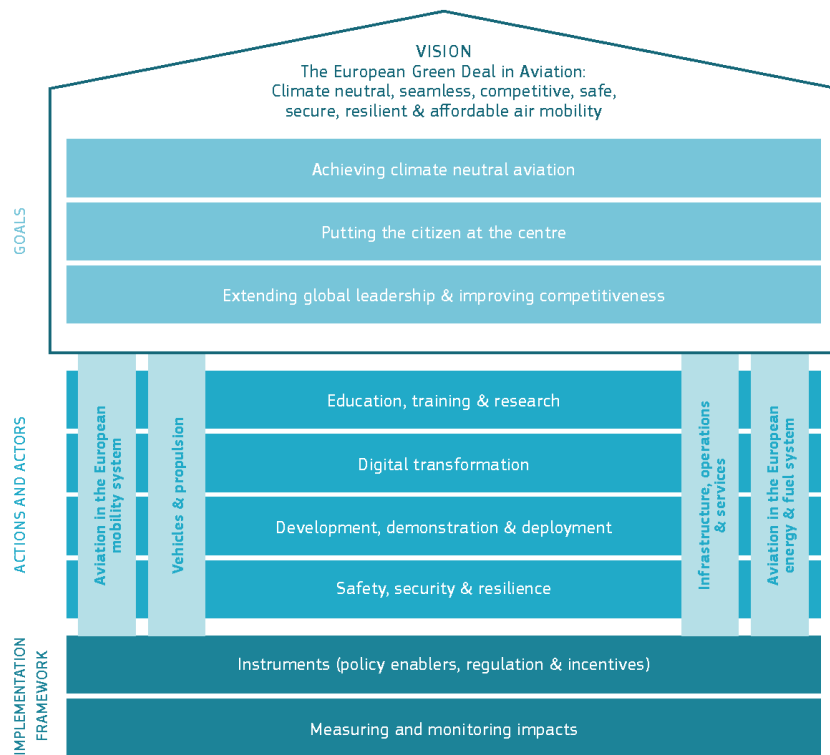 VISION
The European Green Deal in Aviation:
Climate neutral, seamless, competitive, safe,
secure, resilient & affordable air mobility
GOALS
Achieving climate neutral aviation
Putting the citizen at the centre
Extending global leadership & improving competitiveness
ACTIONS AND ACTORS
Aviation in the European
mobility system
Vehicles & propulsion
Education, training & research
Digital transformation
Development, demonstration & deployment
Safety, security & resilience
Infrastructure, operations
& services
Aviation in the European
energy & fuel system
IMPLEMENTATION
FRAMEWORK
Instruments (policy enablers, regulation & incentives)
Measuring and monitoring impacts